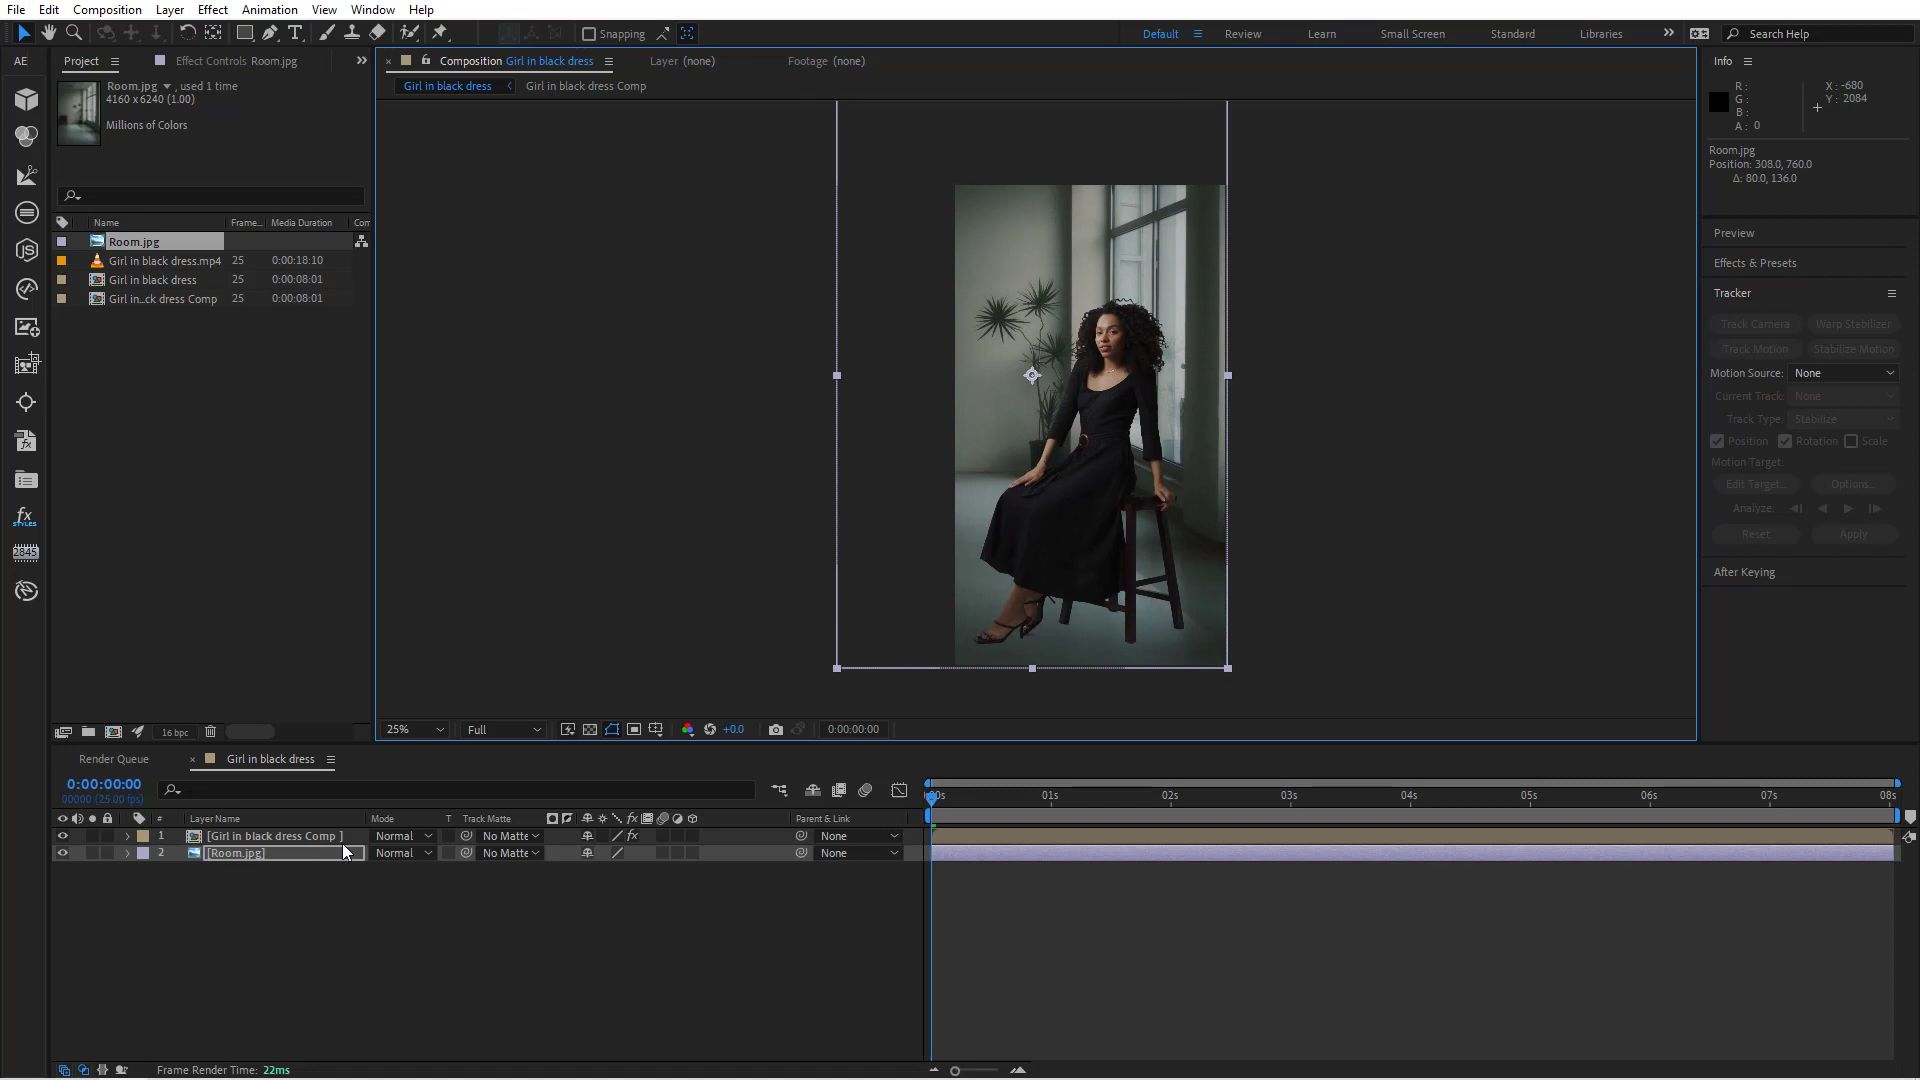 File Edit Composition Layer Effect Animation View Window Help
Snapping
Default Review Learn Small Screen Standard Libraries Search Help
AE Project Effect Controls Room.jpg
Composition Girl in black dress Layer (none) Footage (none)
Girl in black dress Girl in black dress Comp
Room.jpg , used 1 time
4160 x 6240 (1.00)
Millions of Colors
Name Frame... Media Duration Com
Room.jpg
Girl in black dress.mp4 25 0:00:18:10
Girl in black dress 25 0:00:08:01
Girl in...ck dress Comp 25 0:00:08:01
JS
fx
fx
STYLES
2845
16 bpc
25% Full +0.0 0:00:00:00
Info
R :
G :
B :
A : 0
X : -680
Y : 2084
Room.jpg
Position: 308.0, 760.0
Δ: 80.0, 136.0
Preview
Effects & Presets
Tracker
Track Camera Warp Stabilizer
Track Motion Stabilize Motion
Motion Source: None
Current Track: None
Track Type: Stabilize
Position Rotation Scale
Motion Target:
Edit Target... Options...
Analyze:
Reset Apply
After Keying
Render Queue Girl in black dress
0:00:00:00
00000 (25.00 fps)
# Layer Name Mode T Track Matte fx Parent & Link
1 [Girl in black dress Comp ] Normal No Matte fx None
2 [Room.jpg] Normal No Matte None
00s 01s 02s 03s 04s 05s 06s 07s 08s
Frame Render Time: 22ms